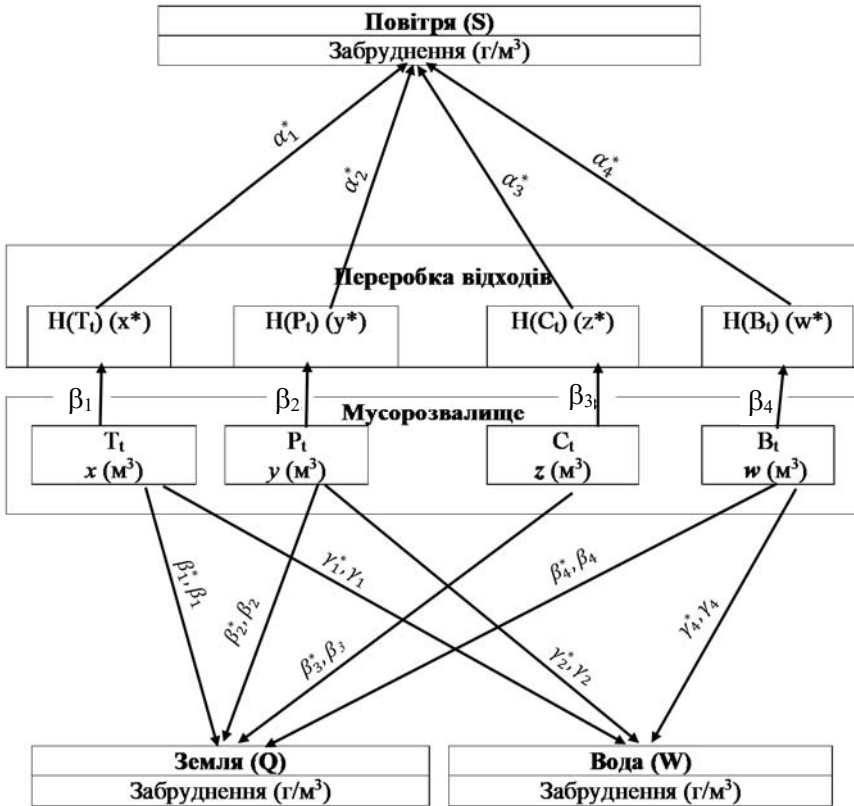 Повітря (S)
Забруднення (г/м³)
α₁*
α₂*
α₃*
α₄*
Переробка відходів
H(Tₜ) (x*)
H(Pₜ) (y*)
H(Cₜ) (z*)
H(Bₜ) (w*)
β₁
β₂
β₃
β₄
Мусорозвалище
Tₜ
x (м³)
Pₜ
y (м³)
Cₜ
z (м³)
Bₜ
w (м³)
β₁*, β₁
β₂*, β₂
γ₁*, γ₁
β₃*, β₃
γ₂*, γ₂
β₄*, β₄
γ₄*, γ₄
Земля (Q)
Забруднення (г/м³)
Вода (W)
Забруднення (г/м³)